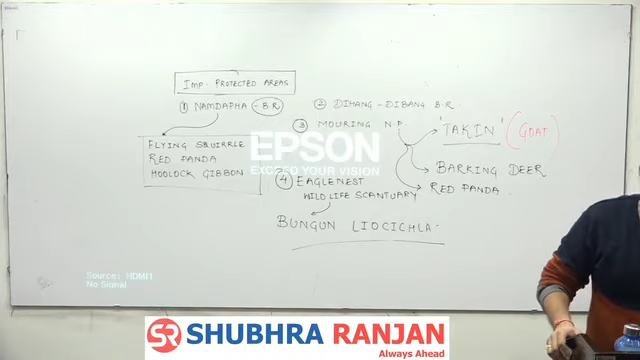 IMP. PROTECTED AREAS
① NAMDAPHA - B.R
② DIHANG - DIBANG B.R.
③ MOURING N.P.
'TAKIN' (GOAT)
FLYING SQUIRRLE
RED PANDA
HOOLOCK GIBBON
EPSON
EXCEED YOUR VISION
BARKING DEER
RED PANDA
④ EAGLENEST
WILD LIFE SCANTUARY
BUNGUN LIOCICHLA
Source: HDMI1
No Signal
SR SHUBHRA RANJAN
Always Ahead